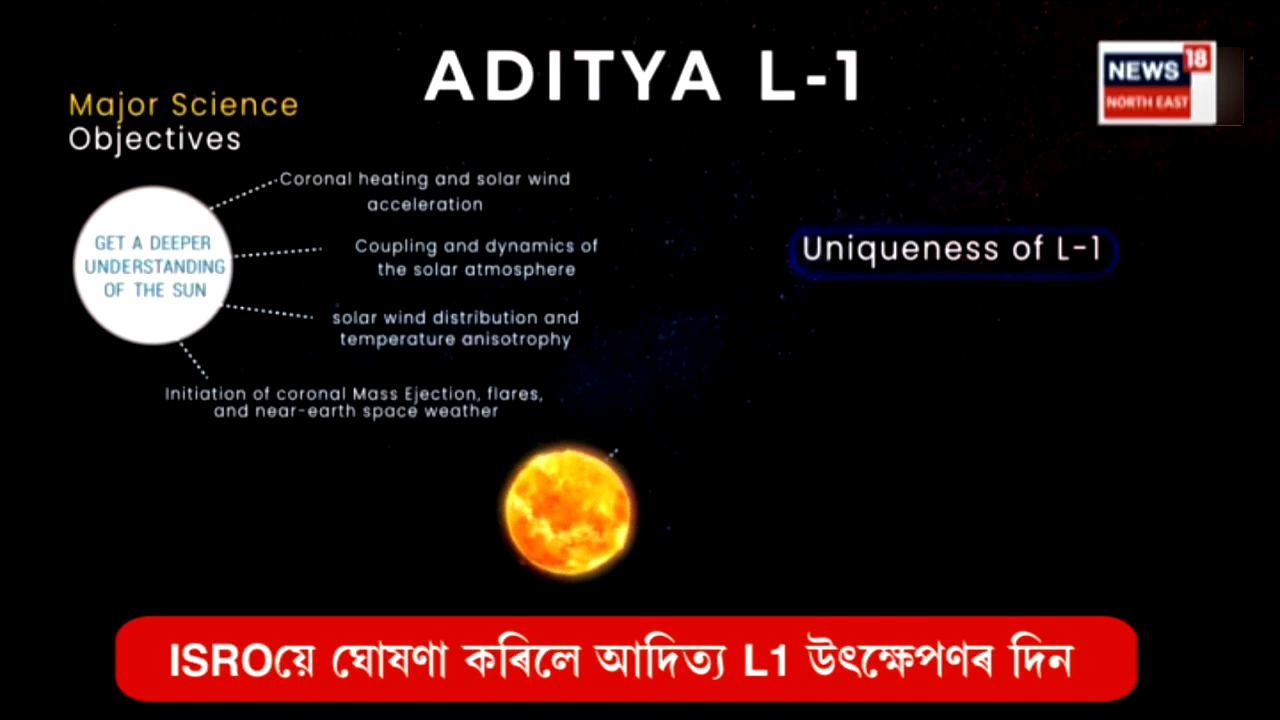 ADITYA L-1
NEWS 18
NORTH EAST
Major Science
Objectives
GET A DEEPER
UNDERSTANDING
OF THE SUN
Coronal heating and solar wind
acceleration
Coupling and dynamics of
the solar atmosphere
solar wind distribution and
temperature anisotrophy
Initiation of coronal Mass Ejection, flares,
and near-earth space weather
Uniqueness of L-1
ISROয়ে ঘোষণা কৰিলে আদিত্য L1 উৎক্ষেপণৰ দিন